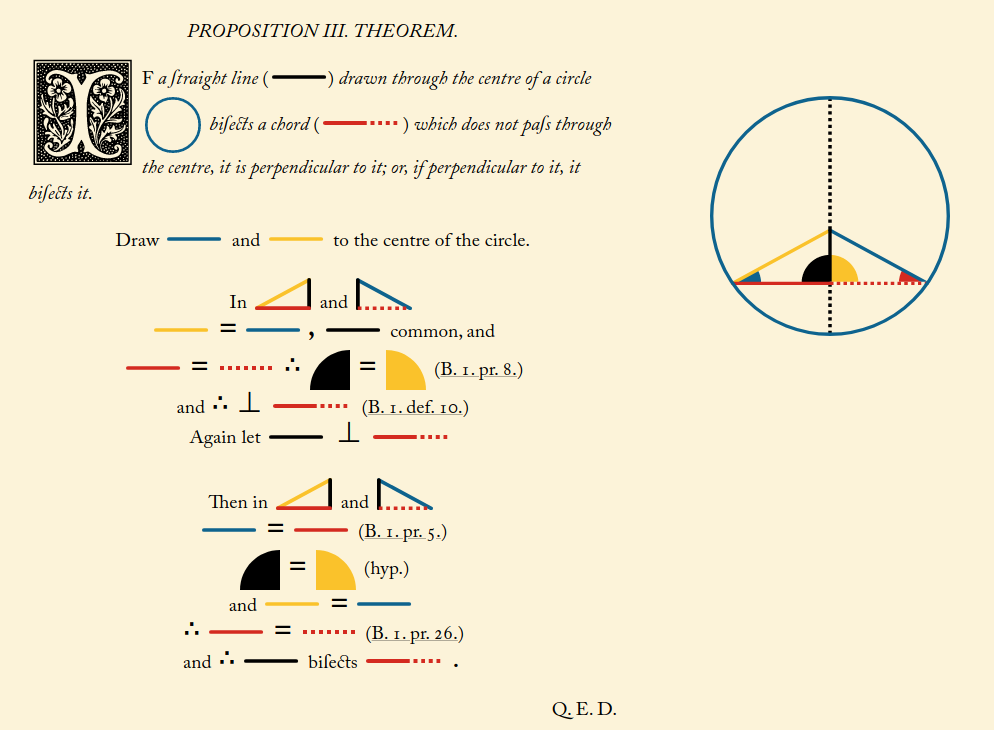 PROPOSITION III. THEOREM.
IF a ſtraight line ( ) drawn through the centre of a circle
biſects a chord ( ) which does not paſs through
the centre, it is perpendicular to it; or, if perpendicular to it, it
biſects it.
Draw and to the centre of the circle.
In and
= , common, and
= ∴ = (B. 1. pr. 8.)
and ∴ ⊥ (B. 1. def. 10.)
Again let ⊥
Then in and
= (B. 1. pr. 5.)
= (hyp.)
and =
∴ = (B. 1. pr. 26.)
and ∴ biſects .
Q. E. D.